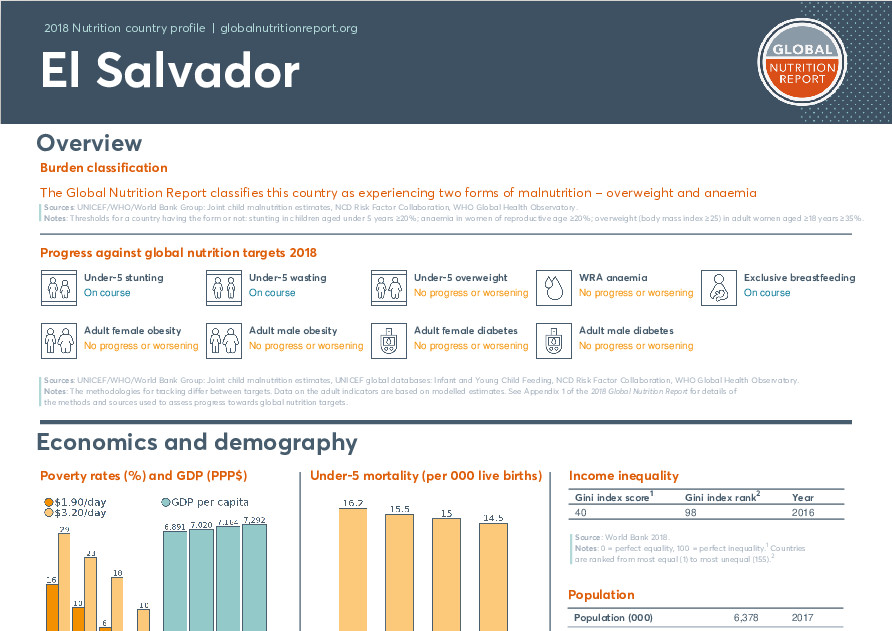 2018 Nutrition country profile | globalnutritionreport.org
El Salvador
GLOBAL
NUTRITION
REPORT
Overview
Burden classification
The Global Nutrition Report classifies this country as experiencing two forms of malnutrition – overweight and anaemia
Sources: UNICEF/WHO/World Bank Group: Joint child malnutrition estimates, NCD Risk Factor Collaboration, WHO Global Health Observatory.
Notes: Thresholds for a country having the form or not: stunting in children aged under 5 years ≥20%; anaemia in women of reproductive age ≥20%; overweight (body mass index ≥25) in adult women aged ≥18 years ≥35%.
Progress against global nutrition targets 2018
Under-5 stunting
On course
Under-5 wasting
On course
Under-5 overweight
No progress or worsening
WRA anaemia
No progress or worsening
Exclusive breastfeeding
On course
Adult female obesity
No progress or worsening
Adult male obesity
No progress or worsening
Adult female diabetes
No progress or worsening
Adult male diabetes
No progress or worsening
Sources: UNICEF/WHO/World Bank Group: Joint child malnutrition estimates, UNICEF global databases: Infant and Young Child Feeding, NCD Risk Factor Collaboration, WHO Global Health Observatory.
Notes: The methodologies for tracking differ between targets. Data on the adult indicators are based on modelled estimates. See Appendix 1 of the 2018 Global Nutrition Report for details of
the methods and sources used to assess progress towards global nutrition targets.
Economics and demography
Poverty rates (%) and GDP (PPP$)
$1.90/day
$3.20/day
GDP per capita
16 29 13 23 6 18 10
6,891 7,020 7,164 7,292
Under-5 mortality (per 000 live births)
16.2 15.5 15 14.5
Income inequality
Gini index score1 Gini index rank2 Year
40 98 2016
Source: World Bank 2018.
Notes: 0 = perfect equality, 100 = perfect inequality.1 Countries
are ranked from most equal (1) to most unequal (155).2
Population
Population (000) 6,378 2017